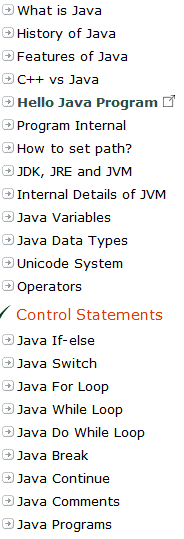 What is Java
History of Java
Features of Java
C++ vs Java
Hello Java Program
Program Internal
How to set path?
JDK, JRE and JVM
Internal Details of JVM
Java Variables
Java Data Types
Unicode System
Operators
Control Statements
Java If-else
Java Switch
Java For Loop
Java While Loop
Java Do While Loop
Java Break
Java Continue
Java Comments
Java Programs